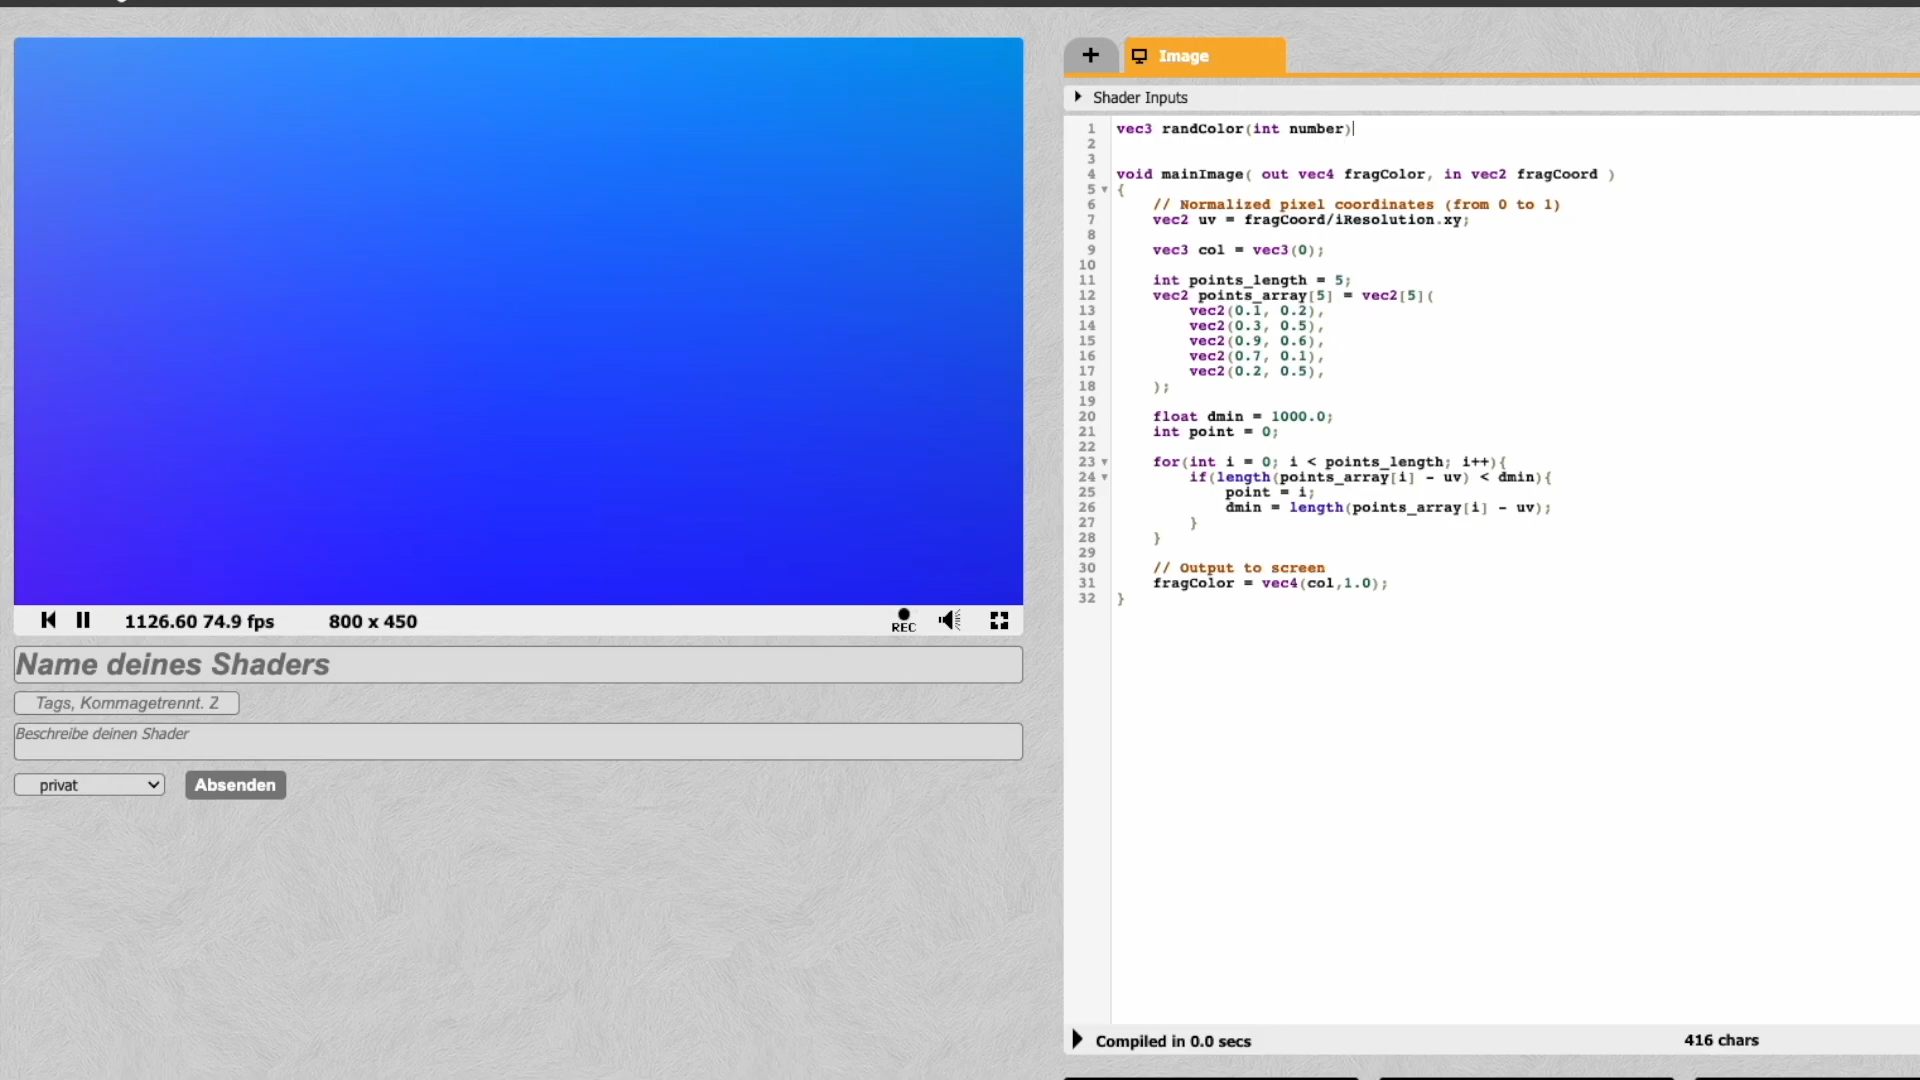 1126.60 74.9 fps 800 x 450 REC
Name deines Shaders
Tags, Kommagetrennt. Z
Beschreibe deinen Shader
privat Absenden
+ Image
Shader Inputs
1 vec3 randColor(int number)
2
3
4 void mainImage( out vec4 fragColor, in vec2 fragCoord )
5 {
6 // Normalized pixel coordinates (from 0 to 1)
7 vec2 uv = fragCoord/iResolution.xy;
8
9 vec3 col = vec3(0);
10
11 int points_length = 5;
12 vec2 points_array[5] = vec2[5](
13 vec2(0.1, 0.2),
14 vec2(0.3, 0.5),
15 vec2(0.9, 0.6),
16 vec2(0.7, 0.1),
17 vec2(0.2, 0.5),
18 );
19
20 float dmin = 1000.0;
21 int point = 0;
22
23 for(int i = 0; i < points_length; i++){
24 if(length(points_array[i] - uv) < dmin){
25 point = i;
26 dmin = length(points_array[i] - uv);
27 }
28 }
29
30 // Output to screen
31 fragColor = vec4(col,1.0);
32 }
Compiled in 0.0 secs 416 chars